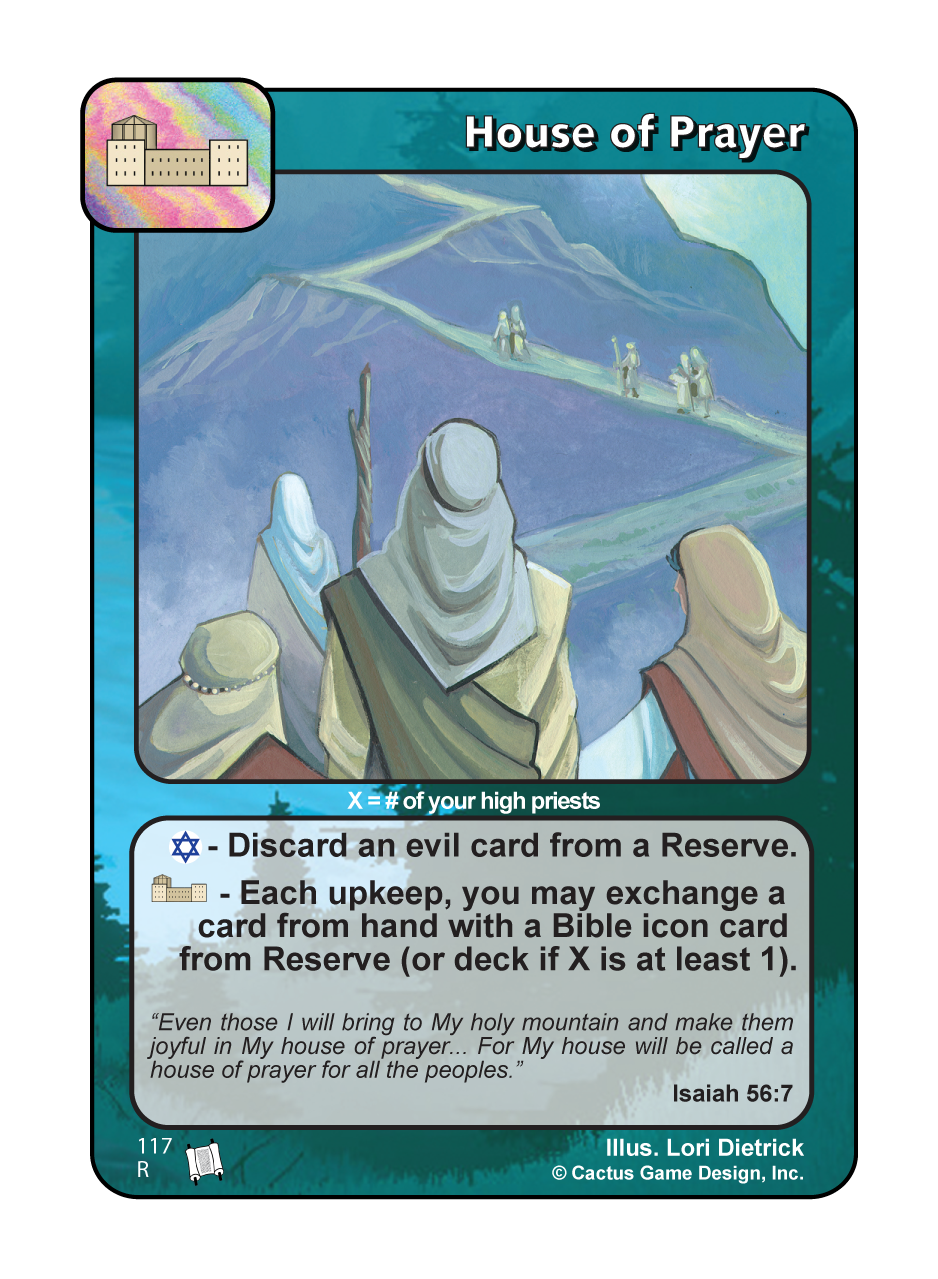 House of Prayer
X = # of your high priests
- Discard an evil card from a Reserve.
- Each upkeep, you may exchange a
card from hand with a Bible icon card
from Reserve (or deck if X is at least 1).
“Even those I will bring to My holy mountain and make them
joyful in My house of prayer... For My house will be called a
house of prayer for all the peoples.”
Isaiah 56:7
117
R
Illus. Lori Dietrick
© Cactus Game Design, Inc.